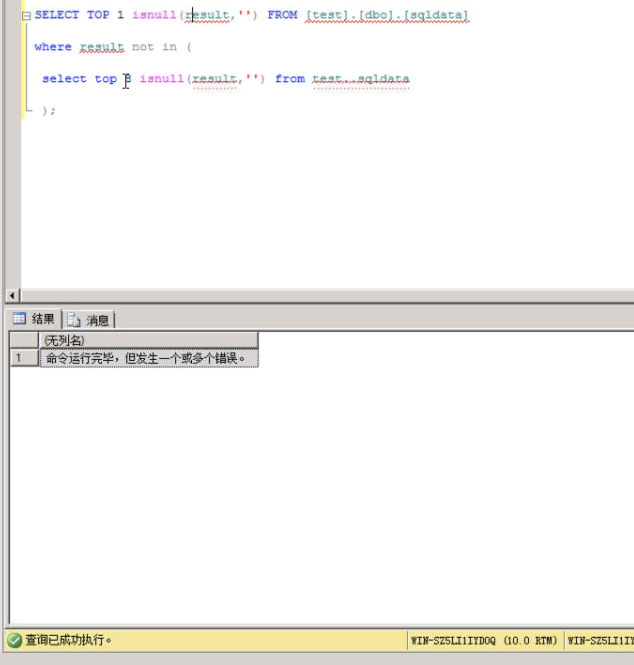 SELECT TOP 1 isnull(result,'') FROM [test].[dbo].[sqldata]
where result not in (
select top 8 isnull(result,'') from test..sqldata
);
结果 消息
(无列名)
1 命令运行完毕，但发生一个或多个错误。
查询已成功执行。 WIN-SZ5LI1IYDOQ (10.0 RTM) WIN-SZ5LI1IY